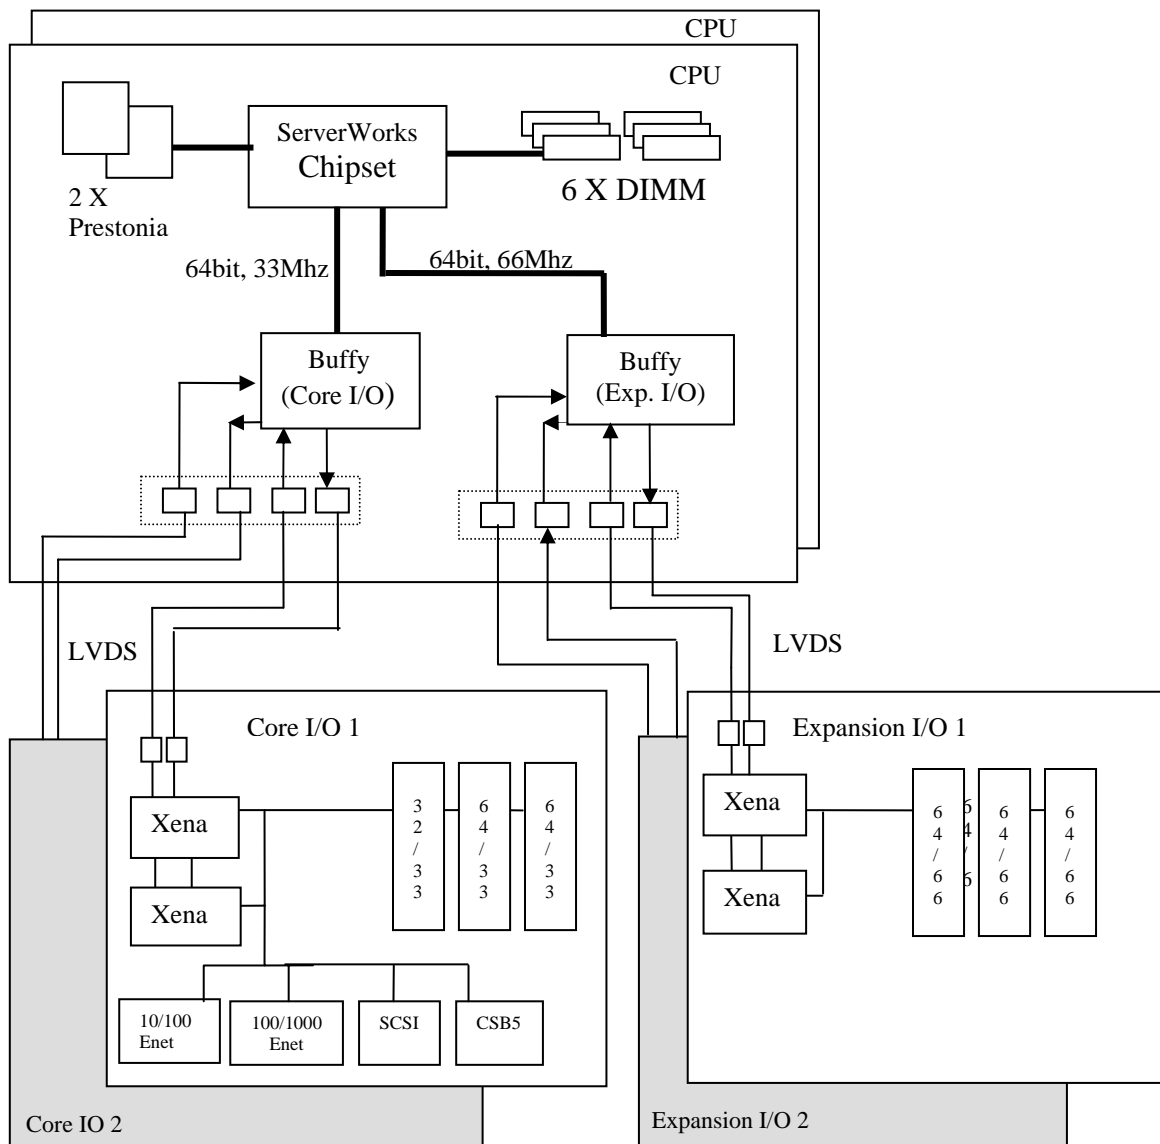 CPU
CPU
ServerWorks
Chipset
2 X
Prestonia
6 X DIMM
64bit, 33Mhz
64bit, 66Mhz
Buffy
(Core I/O)
Buffy
(Exp. I/O)
LVDS
LVDS
Core I/O 1
Expansion I/O 1
Xena
Xena
32/33
64/33
64/33
Xena
Xena
64/66
64/66
64/66
10/100
Enet
100/1000
Enet
SCSI
CSB5
Core IO 2
Expansion I/O 2